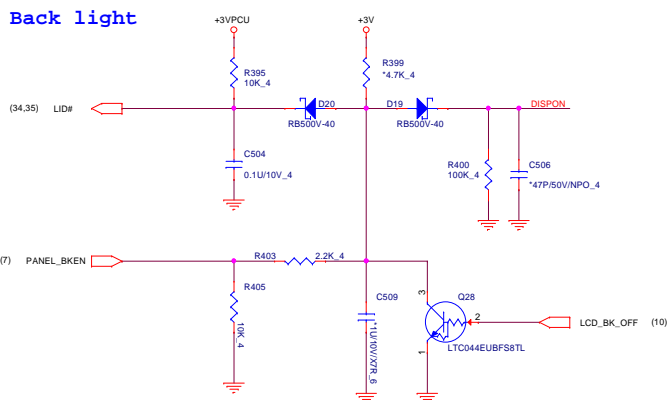 Back light
+3VPCU
+3V
R395
10K_4
R399
*4.7K_4
(34,35) LID#
D20
RB500V-40
D19
RB500V-40
DISPON
C504
0.1U/10V_4
R400
100K_4
C506
*47P/50V/NPO_4
(7) PANEL_BKEN
R403
2.2K_4
R405
10K_4
C509
*1U/10V/X7R_6
3
Q28
2
1
LTC044EUBFS8TL
LCD_BK_OFF (10)